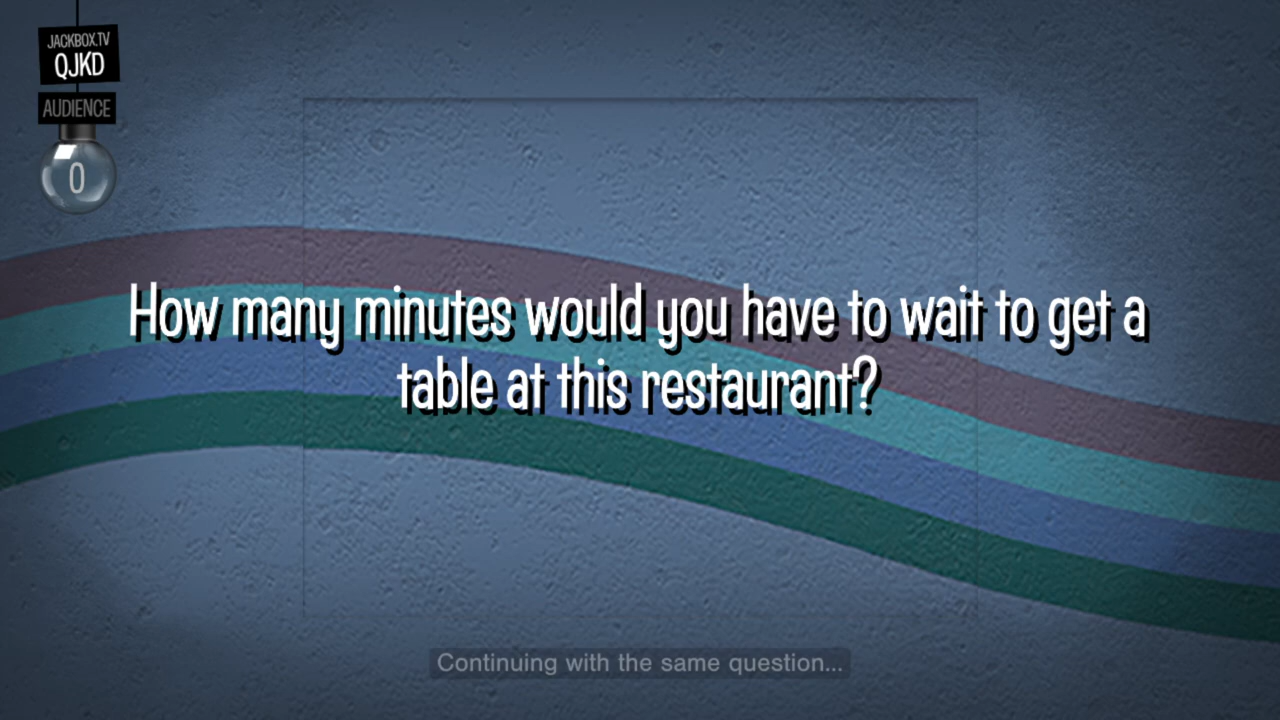 JACKBOX.TV
QJKD
AUDIENCE
0
How many minutes would you have to wait to get a
table at this restaurant?
Continuing with the same question...